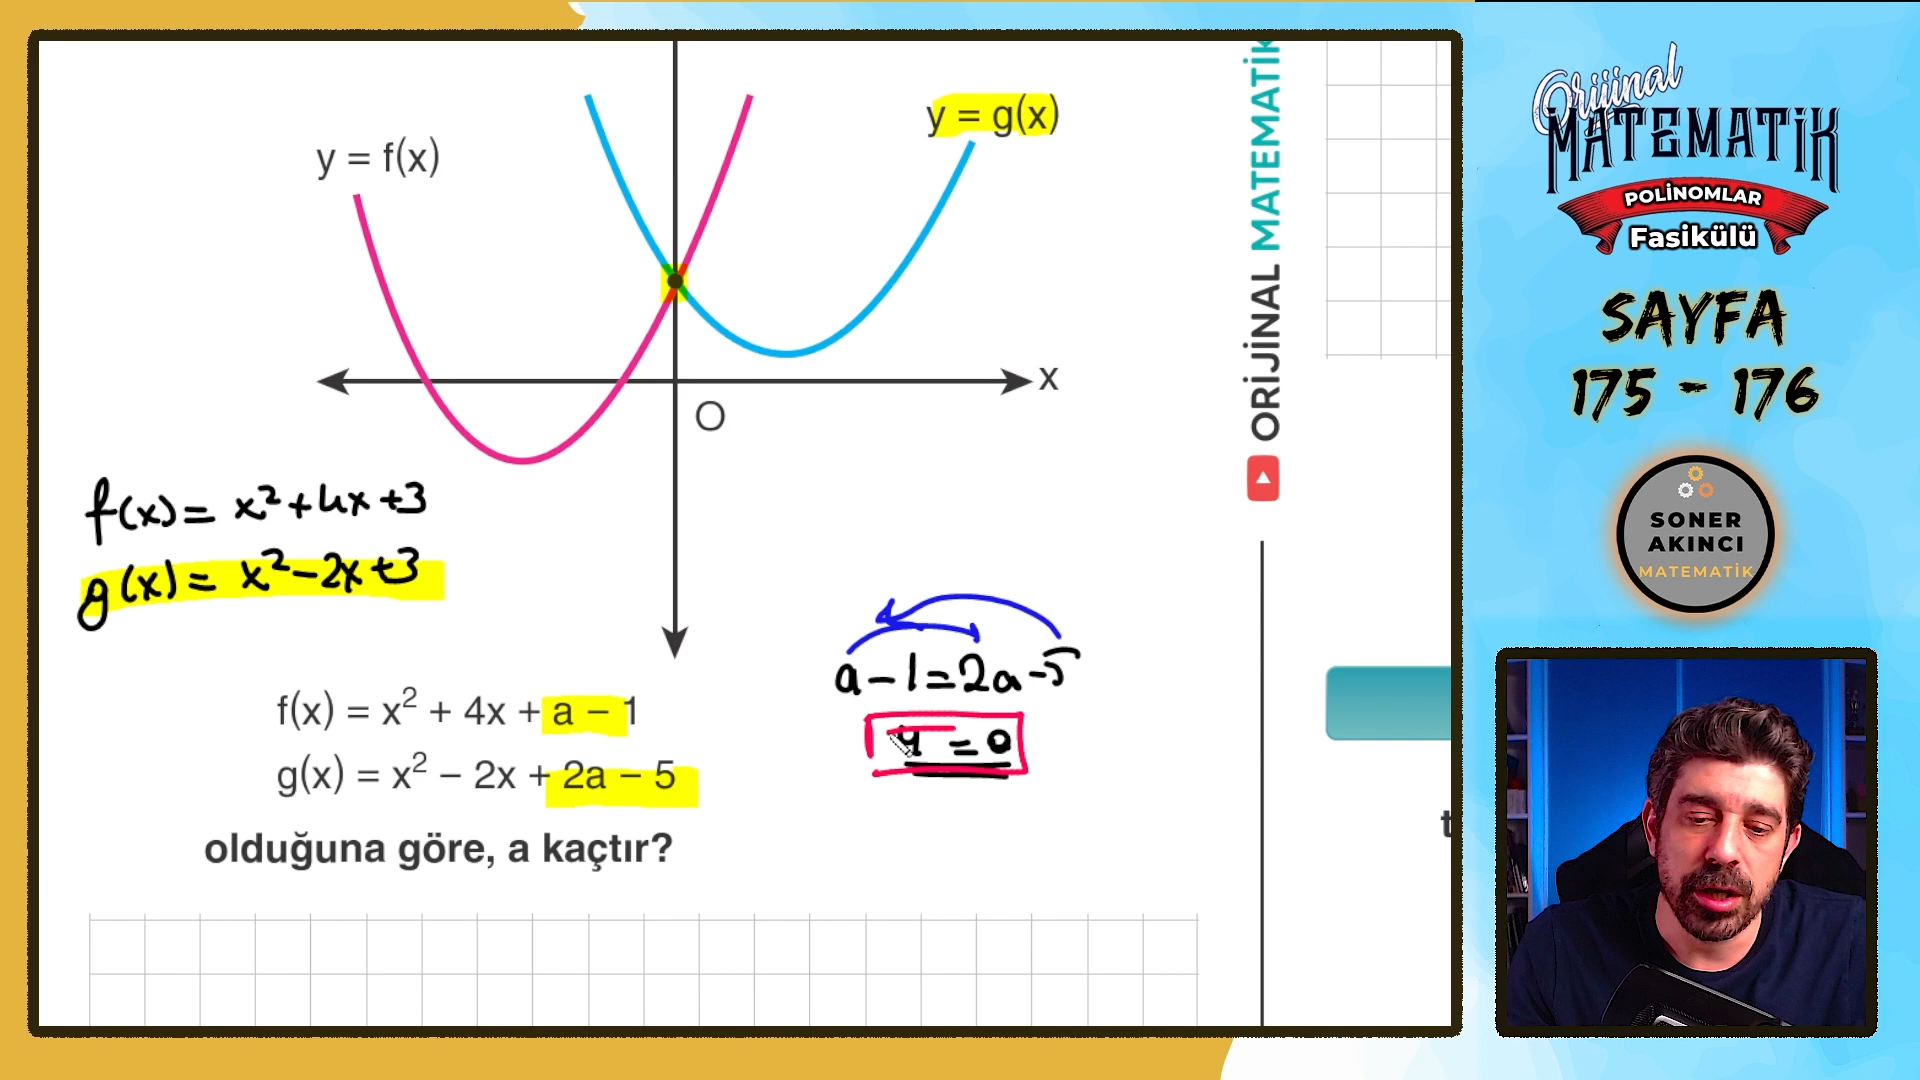 y = f(x)
y = g(x)
x
O
f(x) = x² + 4x + 3
g(x) = x² - 2x + 3
f(x) = x² + 4x + a – 1
g(x) = x² – 2x + 2a – 5
olduğuna göre, a kaçtır?
a - 1 = 2a - 5
4 = a
ORİJİNAL MATEMATİK
t
Orijinal
MATEMATİK
POLİNOMLAR
Fasikülü
SAYFA
175 - 176
SONER
AKINCI
MATEMATİK